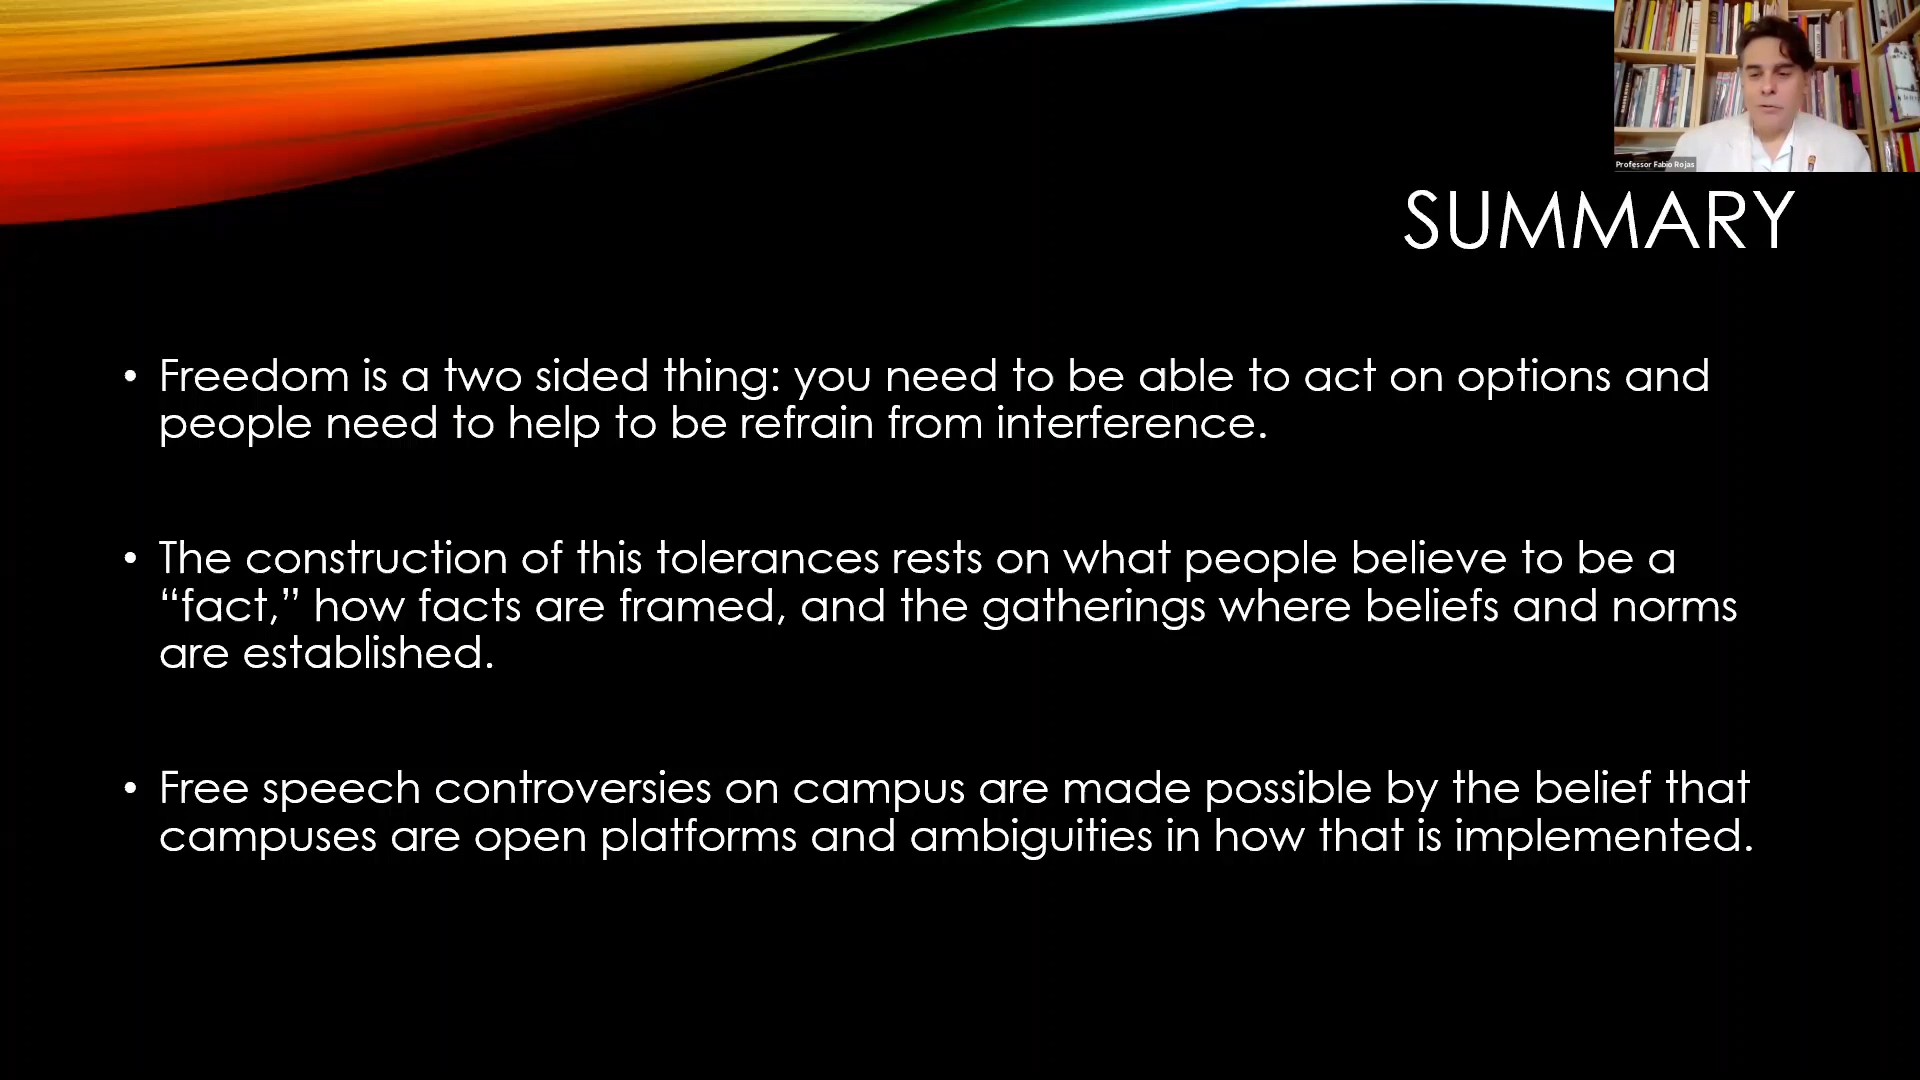 Professor Fabio Rojas
SUMMARY
• Freedom is a two sided thing: you need to be able to act on options and
people need to help to be refrain from interference.
• The construction of this tolerances rests on what people believe to be a
“fact,” how facts are framed, and the gatherings where beliefs and norms
are established.
• Free speech controversies on campus are made possible by the belief that
campuses are open platforms and ambiguities in how that is implemented.